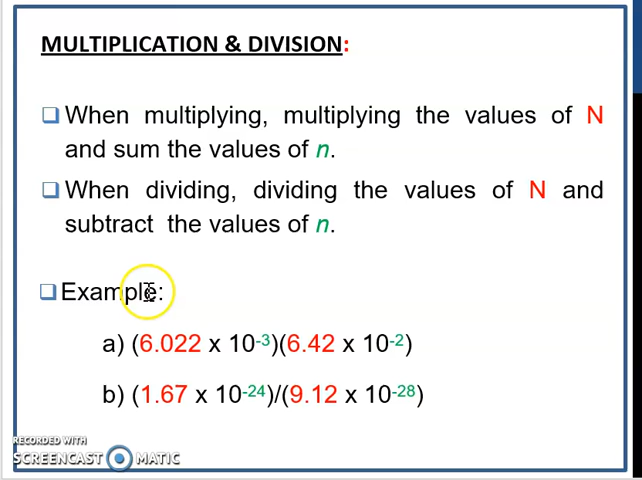 MULTIPLICATION & DIVISION:
When multiplying, multiplying the values of N
and sum the values of n.
When dividing, dividing the values of N and
subtract the values of n.
Example:
a) (6.022 x 10⁻³)(6.42 x 10⁻²)
b) (1.67 x 10⁻²⁴)/(9.12 x 10⁻²⁸)
RECORDED WITH
SCREENCAST MATIC